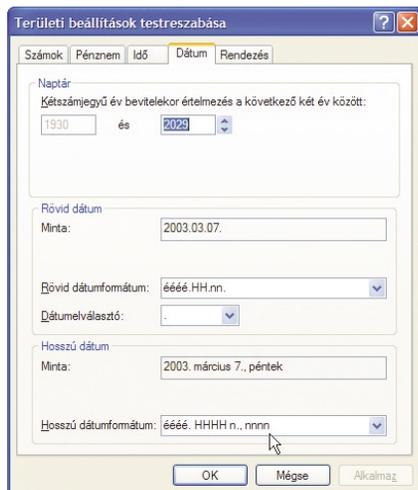 Területi beállítások testreszabása
Számok Pénznem Idő Dátum Rendezés
Naptár
Kétszámjegyű év bevitelekor értelmezés a következő két év között:
1930 és 2029
Rövid dátum
Minta: 2003.03.07.
Rövid dátumformátum: éééé.HH.nn.
Dátumelválasztó: .
Hosszú dátum
Minta: 2003. március 7., péntek
Hosszú dátumformátum: éééé. HHHH n., nnnn
OK Mégse Alkalmaz